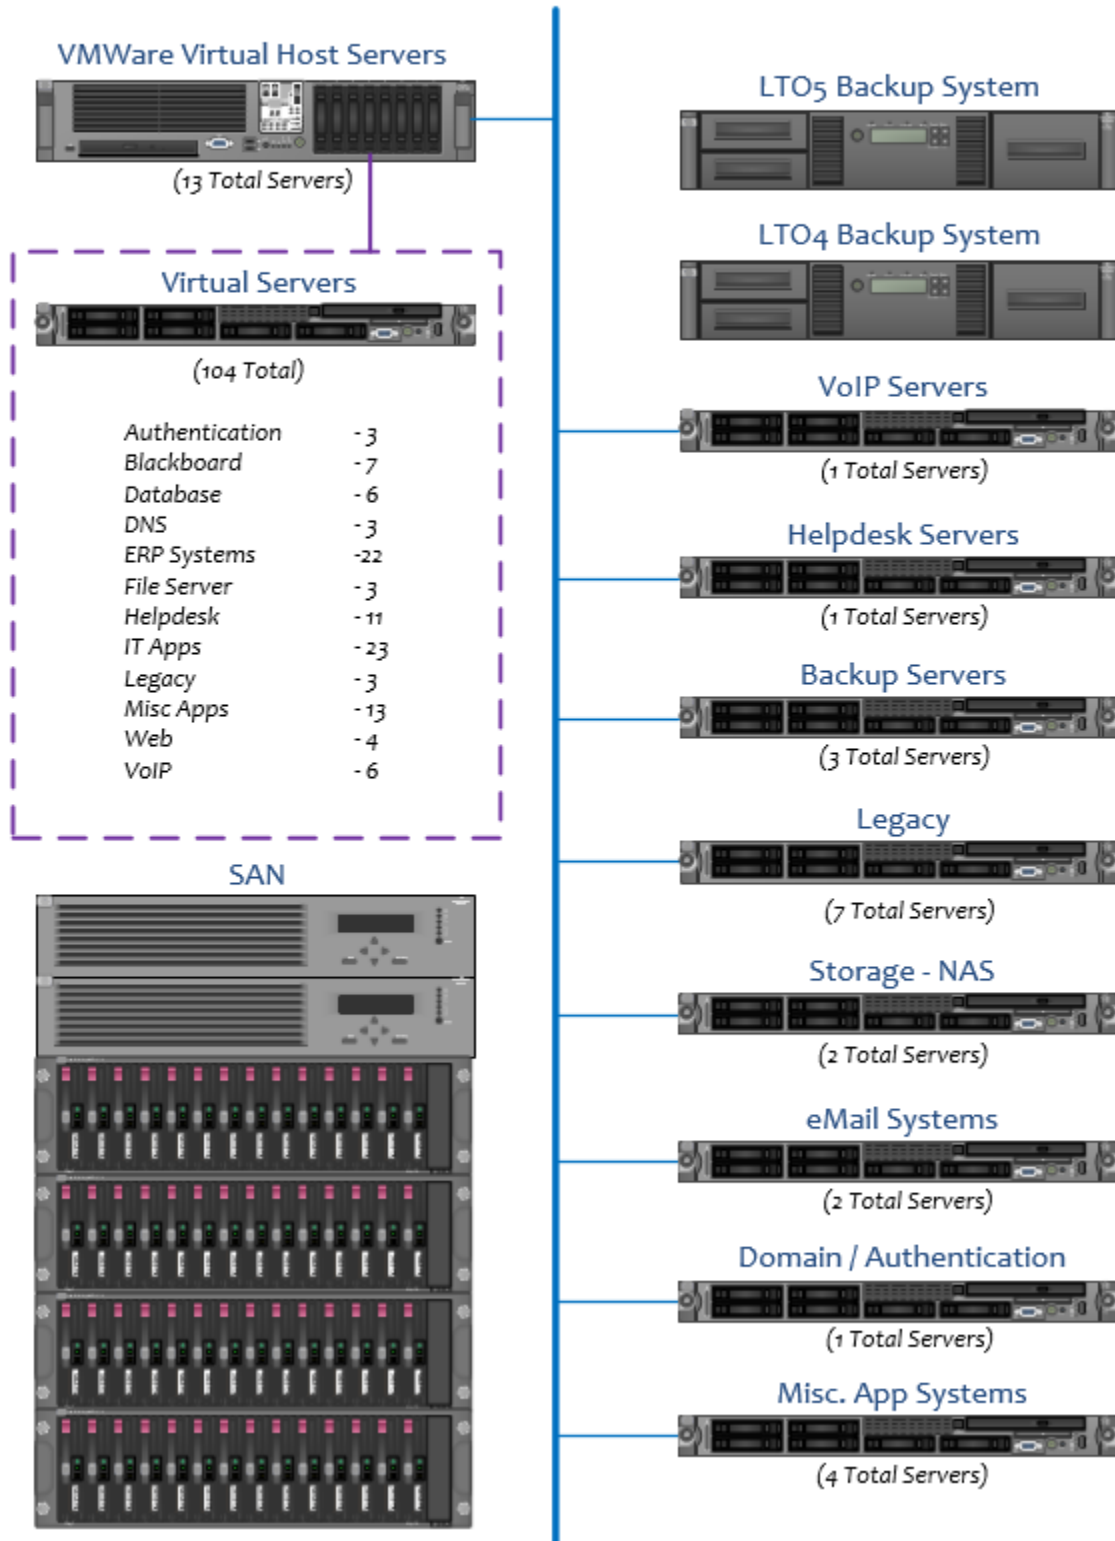 VMWare Virtual Host Servers
(13 Total Servers)
Virtual Servers
(104 Total)
Authentication - 3
Blackboard - 7
Database - 6
DNS - 3
ERP Systems -22
File Server - 3
Helpdesk - 11
IT Apps - 23
Legacy - 3
Misc Apps - 13
Web - 4
VoIP - 6
SAN
LTO5 Backup System
LTO4 Backup System
VoIP Servers
(1 Total Servers)
Helpdesk Servers
(1 Total Servers)
Backup Servers
(3 Total Servers)
Legacy
(7 Total Servers)
Storage - NAS
(2 Total Servers)
eMail Systems
(2 Total Servers)
Domain / Authentication
(1 Total Servers)
Misc. App Systems
(4 Total Servers)